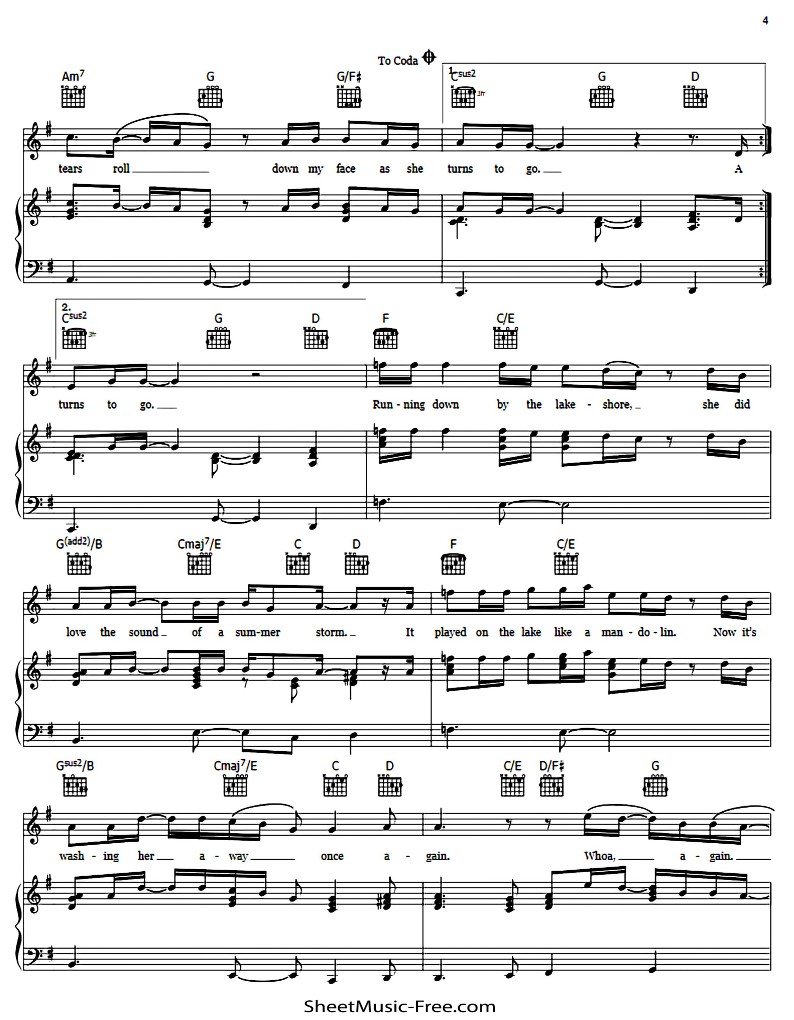 4
To Coda
Am7 G G/F♯ 1. Csus2 G D
3fr
tears roll down my face as she turns to go. A
2.
Csus2 G D F C/E
3fr
turns to go. Run - ning down by the lake - shore, she did
G(add2)/B Cmaj7/E C D F C/E
love the sound of a sum-mer storm. It played on the lake like a man - do - lin. Now it's
Gsus2/B Cmaj7/E C D C/E D/F♯ G
wash - ing her a - way once a - gain. Whoa, a - gain.
SheetMusic-Free.com